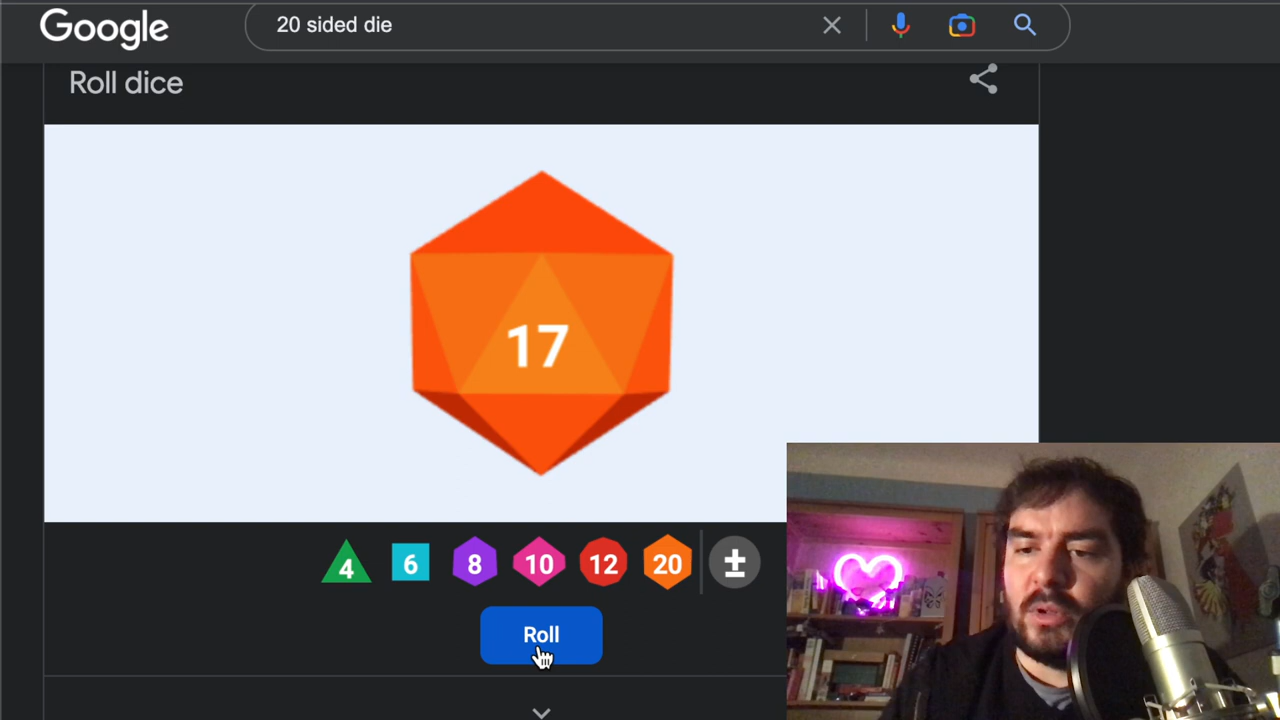 Google
20 sided die
Roll dice
17
4 6 8 10 12 20 ±
Roll